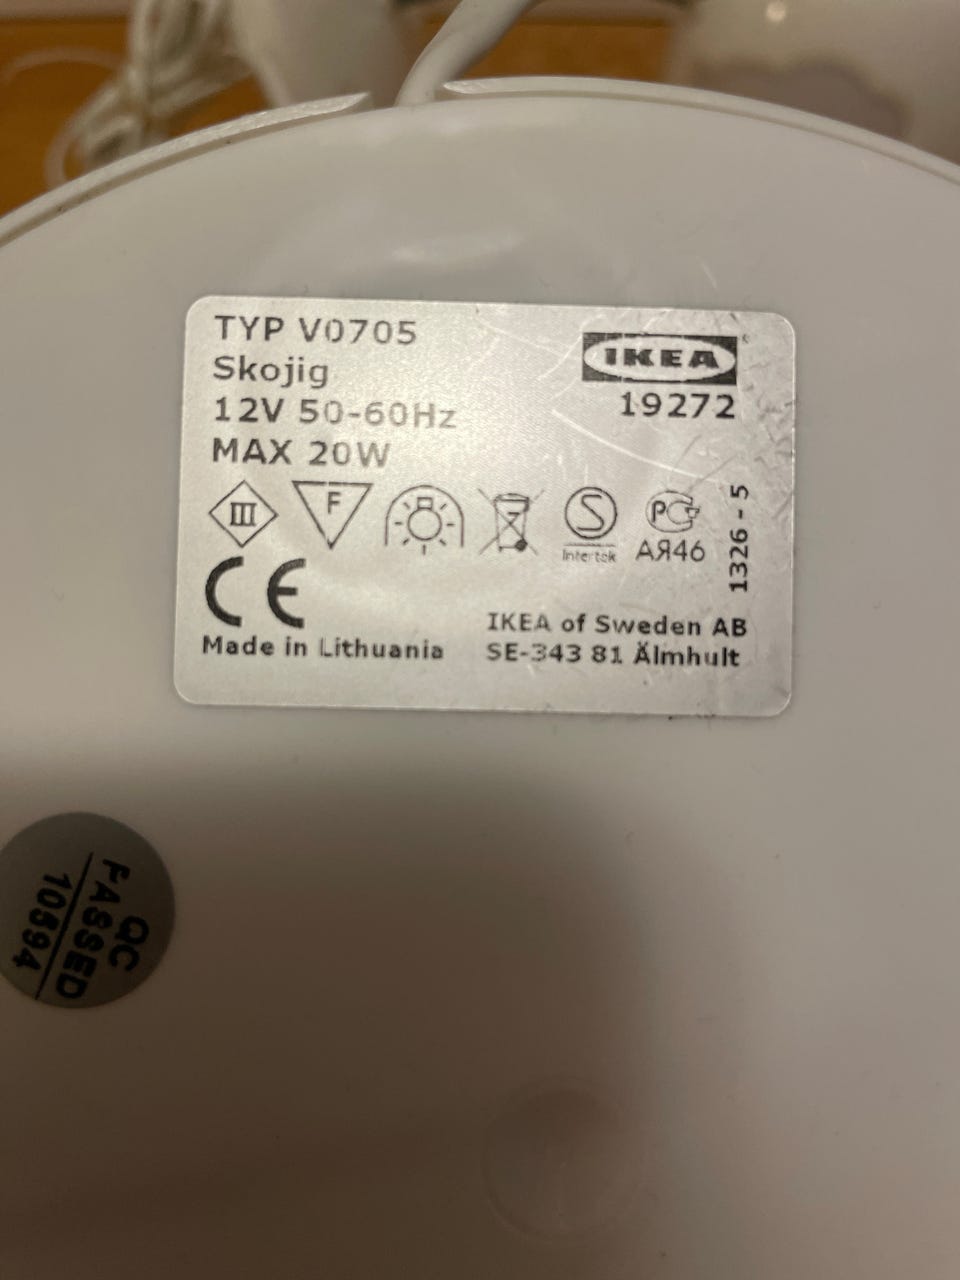 TYP V0705
Skojig
12V 50-60Hz
MAX 20W
IKEA
19272
III
F
S
Intertek
АЯ46
1326 - 5
CE
Made in Lithuania
IKEA of Sweden AB
SE-343 81 Älmhult
QC
PASSED